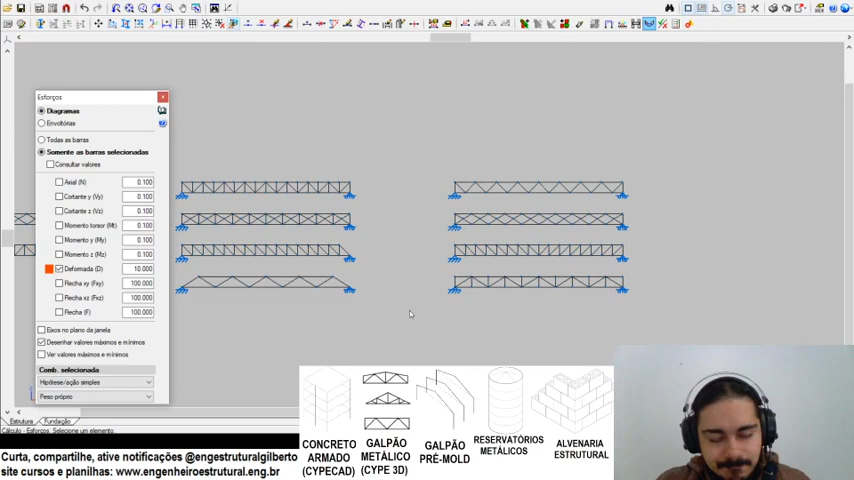 Esforços
Diagramas
Envoltórias
Todas as barras
Somente as barras selecionadas
Consultar valores
Axial (N) 0.100
Cortante y (Vy) 0.100
Cortante z (Vz) 0.100
Momento torsor (Mt) 0.100
Momento y (My) 0.100
Momento z (Mz) 0.100
Deformada (D) 10.000
Flecha xy (Fxy) 100.000
Flecha xz (Fxz) 100.000
Flecha (F) 100.000
Eixos no plano da janela
Desenhar valores máximos e mínimos
Ver valores máximos e mínimos
Comb. selecionada
Hipótese/ação simples
Peso próprio
Estrutura Fundação
Cálculo - Esforços. Selecione um elemento.
CONCRETO
ARMADO
(CYPECAD)
GALPÃO
METÁLICO
(CYPE 3D)
GALPÃO
PRÉ-MOLD
RESERVATÓRIOS
METÁLICOS
ALVENARIA
ESTRUTURAL
Curta, compartilhe, ative notificações @engestruturalgilberto
site cursos e planilhas: www.engenheiroestrutural.eng.br